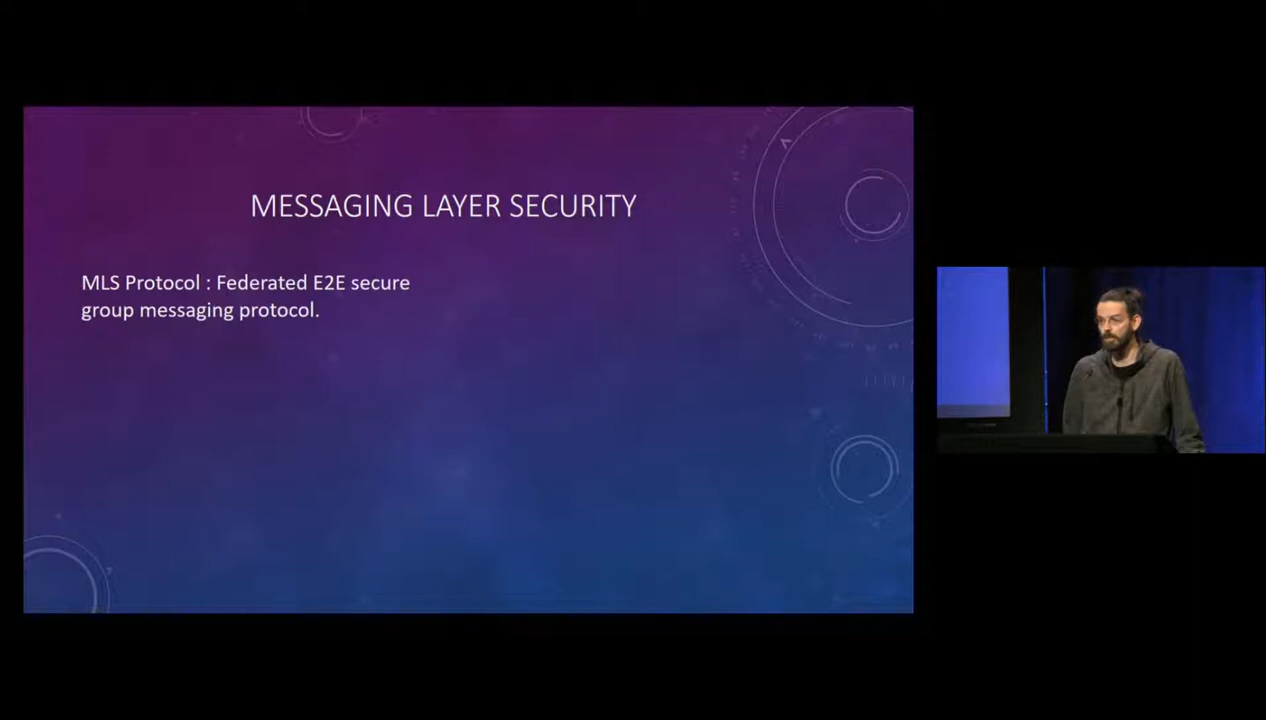 MESSAGING LAYER SECURITY
MLS Protocol : Federated E2E secure
group messaging protocol.